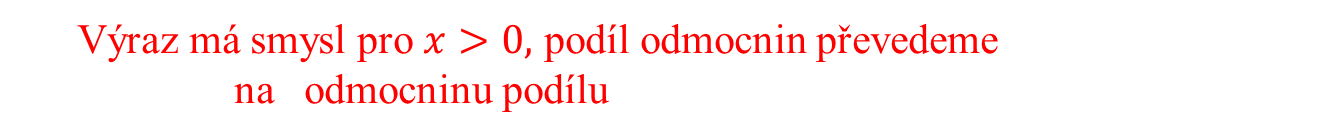 Výraz má smysl pro x > 0, podíl odmocnin převedeme
na odmocninu podílu